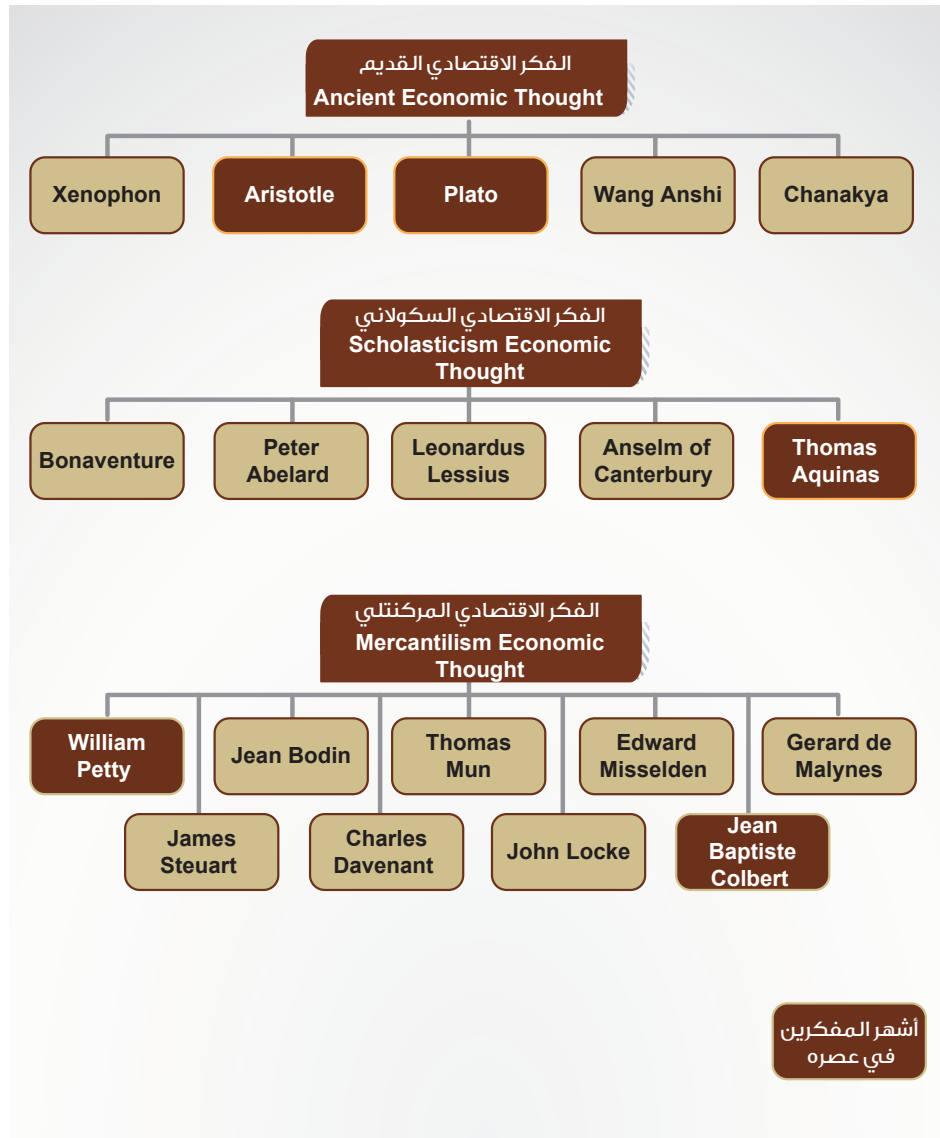 الفكر الاقتصادي القديم
Ancient Economic Thought
Xenophon
Aristotle
Plato
Wang Anshi
Chanakya
الفكر الاقتصادي السكولاني
Scholasticism Economic
Thought
Bonaventure
Peter
Abelard
Leonardus
Lessius
Anselm of
Canterbury
Thomas
Aquinas
الفكر الاقتصادي المركنتلي
Mercantilism Economic
Thought
William
Petty
Jean Bodin
Thomas
Mun
Edward
Misselden
Gerard de
Malynes
James
Steuart
Charles
Davenant
John Locke
Jean
Baptiste
Colbert
أشهر المفكرين
في عصره